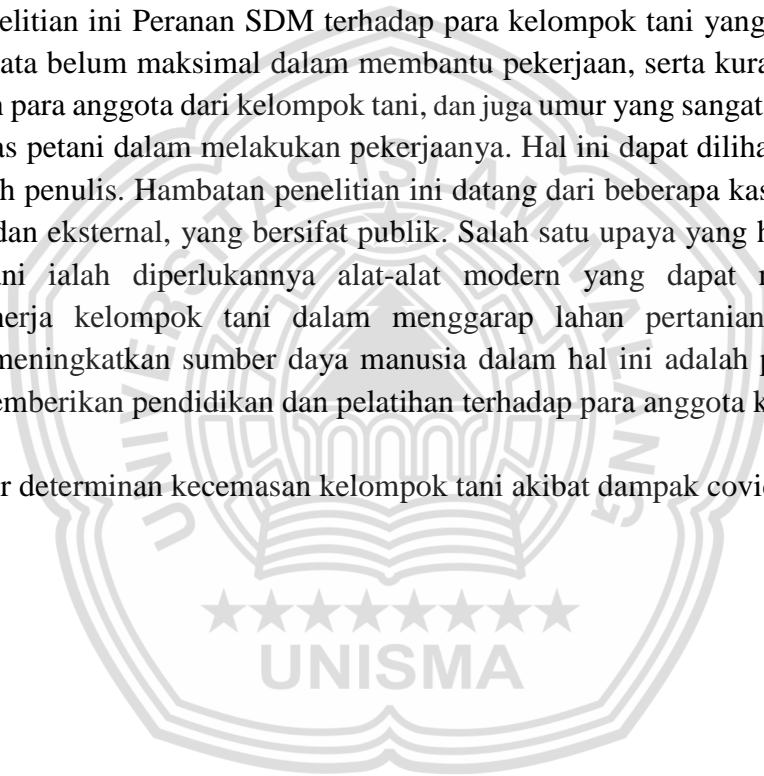 elitian ini Peranan SDM terhadap para kelompok tani yang
ata belum maksimal dalam membantu pekerjaan, serta kura
n para anggota dari kelompok tani, dan juga umur yang sangat
as petani dalam melakukan pekerjaanya. Hal ini dapat diliha
h penulis. Hambatan penelitian ini datang dari beberapa kas
dan eksternal, yang bersifat publik. Salah satu upaya yang h
ni ialah diperlukannya alat-alat modern yang dapat
nerja kelompok tani dalam menggarap lahan pertanian
meningkatkan sumber daya manusia dalam hal ini adalah p
emberikan pendidikan dan pelatihan terhadap para anggota k
r determinan kecemasan kelompok tani akibat dampak covi
UNIVERSITAS ISLAM MALANG
UNISMA